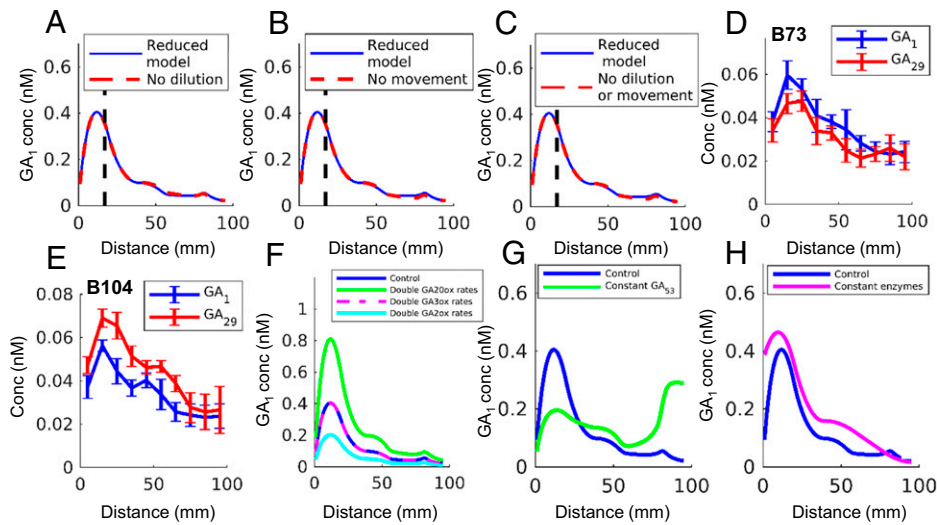 A
Reduced
model
No dilution
GA1 conc (nM)
0.6
0.4
0.2
0
0
50
100
Distance (mm)
B
Reduced
model
No movement
GA1 conc (nM)
0.6
0.4
0.2
0
0
50
100
Distance (mm)
C
Reduced
model
No dilution
or movement
GA1 conc (nM)
0.6
0.4
0.2
0
0
50
100
Distance (mm)
D
B73
GA1
GA29
Conc (nM)
0.06
0.04
0.02
0
0
50
100
Distance (mm)
E
B104
GA1
GA29
Conc (nM)
0.08
0.06
0.04
0.02
0
0
50
100
Distance (mm)
F
Control
Double GA20ox rates
Double GA3ox rates
Double GA2ox rates
GA1 conc (nM)
1
0.8
0.6
0.4
0.2
0
0
50
100
Distance (mm)
G
Control
Constant GA53
GA1 conc (nM)
0.6
0.4
0.2
0
0
50
100
Distance (mm)
H
Control
Constant enzymes
GA1 conc (nM)
0.6
0.4
0.2
0
0
50
100
Distance (mm)